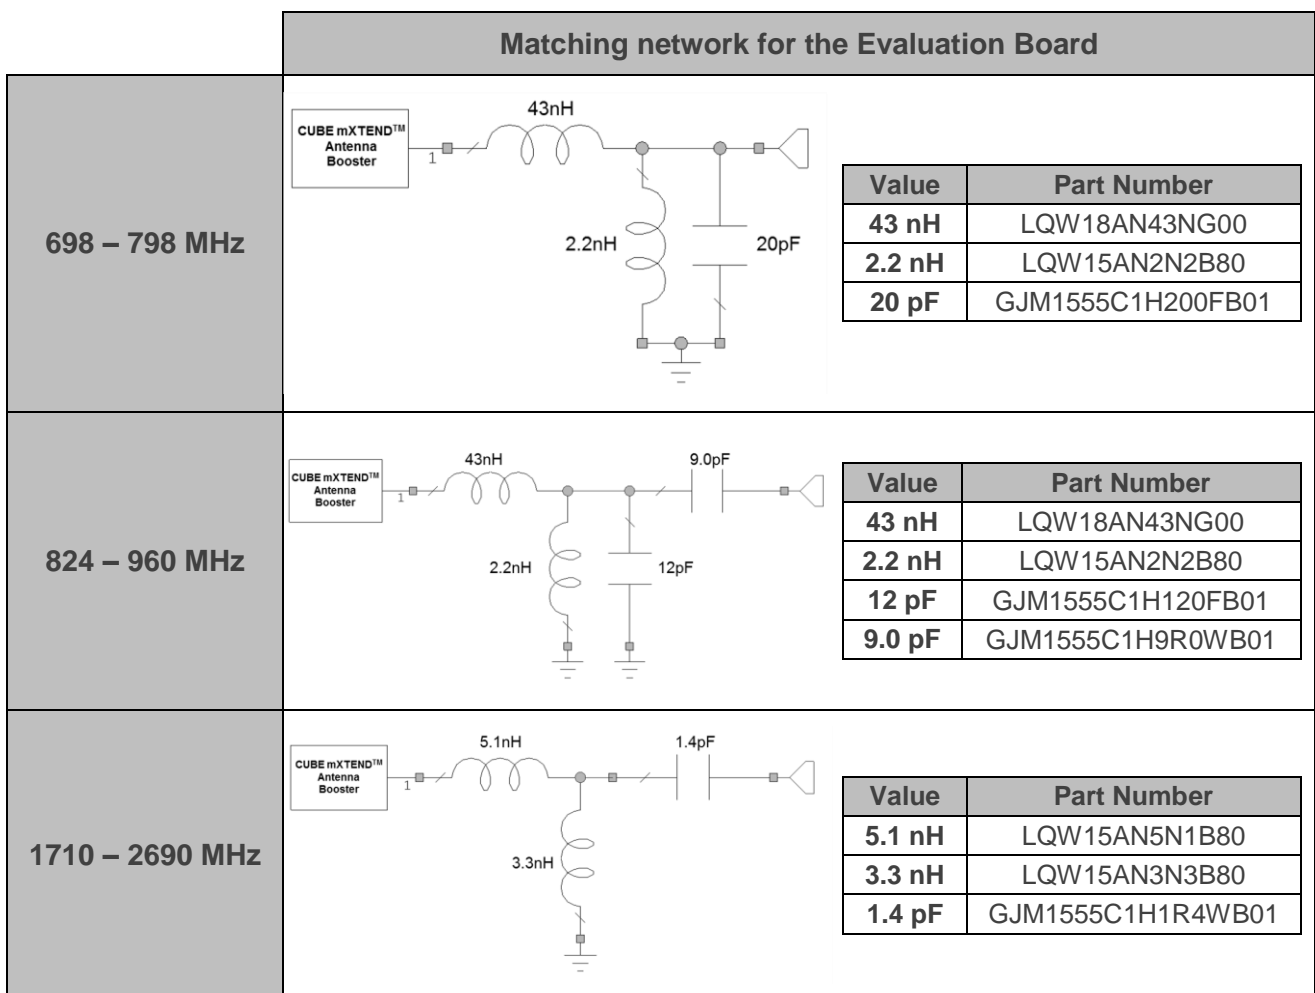 Matching network for the Evaluation Board
698 – 798 MHz
CUBE mXTEND™
Antenna
Booster
1
43nH
2.2nH
20pF
Value Part Number
43 nH LQW18AN43NG00
2.2 nH LQW15AN2N2B80
20 pF GJM1555C1H200FB01
824 – 960 MHz
CUBE mXTEND™
Antenna
Booster
1
43nH
9.0pF
2.2nH
12pF
Value Part Number
43 nH LQW18AN43NG00
2.2 nH LQW15AN2N2B80
12 pF GJM1555C1H120FB01
9.0 pF GJM1555C1H9R0WB01
1710 – 2690 MHz
CUBE mXTEND™
Antenna
Booster
1
5.1nH
1.4pF
3.3nH
Value Part Number
5.1 nH LQW15AN5N1B80
3.3 nH LQW15AN3N3B80
1.4 pF GJM1555C1H1R4WB01